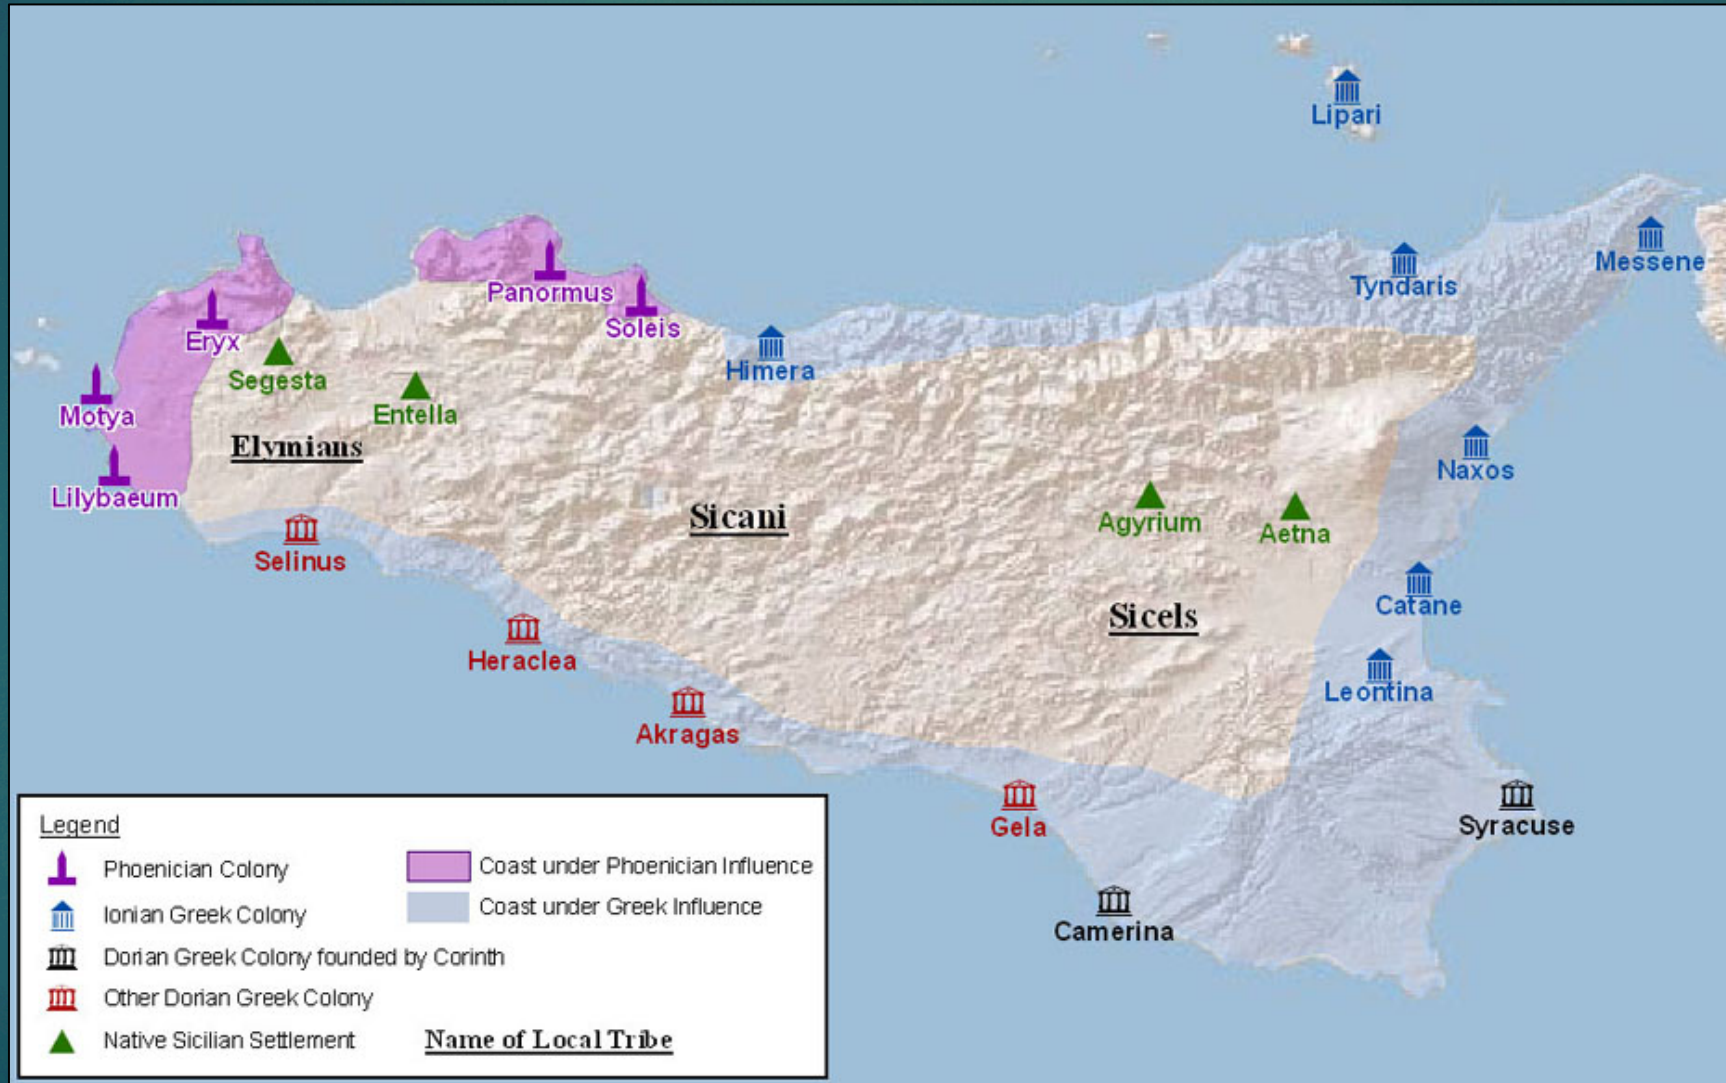 Lipari
Messene
Tyndaris
Panormus
Soleis
Eryx
Himera
Segesta
Entella
Motya
Elymians
Naxos
Lilybaeum
Sicani
Agyrium
Aetna
Selinus
Catane
Sicels
Heraclea
Leontina
Akragas
Gela
Syracuse
Camerina
Legend
Phoenician Colony
Ionian Greek Colony
Dorian Greek Colony founded by Corinth
Other Dorian Greek Colony
Native Sicilian Settlement
Coast under Phoenician Influence
Coast under Greek Influence
Name of Local Tribe